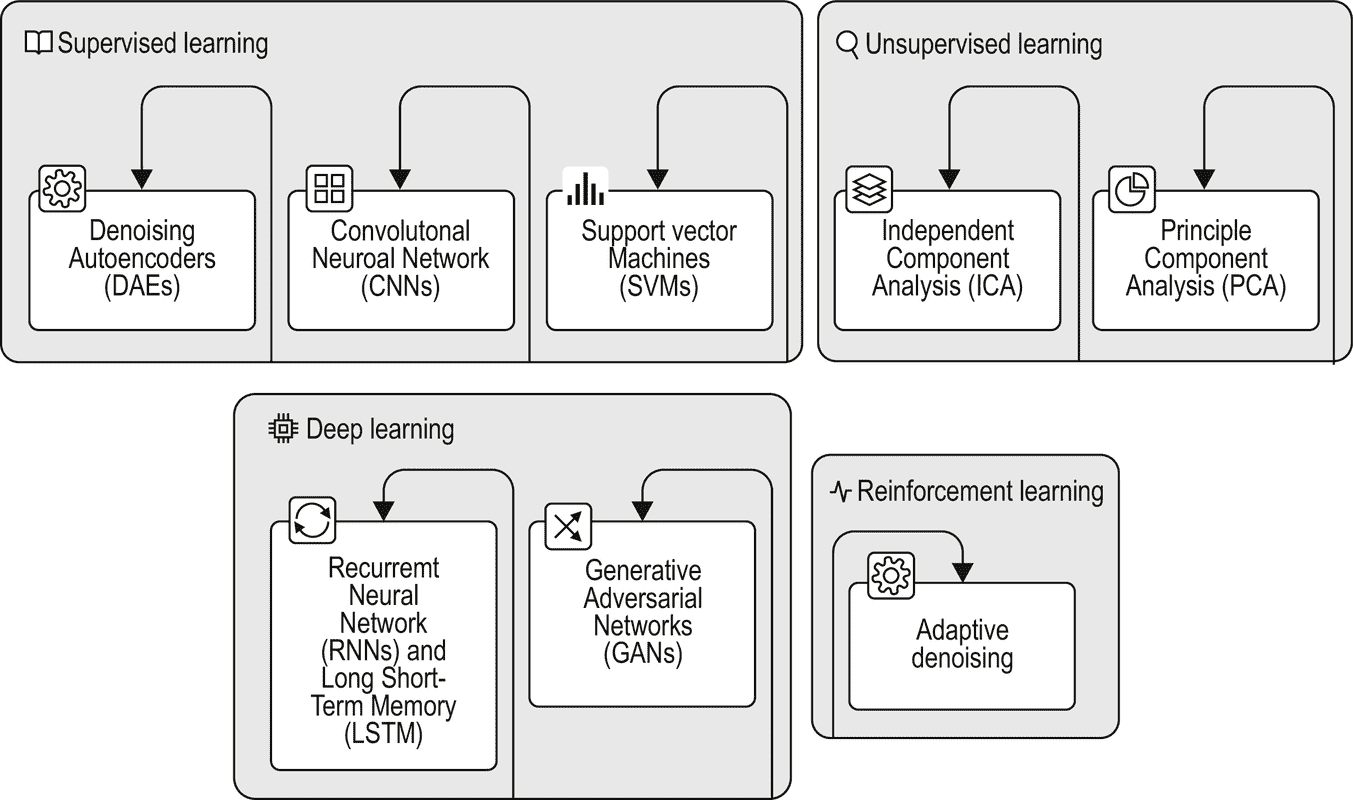 Supervised learning
Denoising
Autoencoders
(DAEs)
Convolutonal
Neuroal Network
(CNNs)
Support vector
Machines
(SVMs)
Unsupervised learning
Independent
Component
Analysis (ICA)
Principle
Component
Analysis (PCA)
Deep learning
Recurremt
Neural
Network
(RNNs) and
Long Short-
Term Memory
(LSTM)
Generative
Adversarial
Networks
(GANs)
Reinforcement learning
Adaptive
denoising